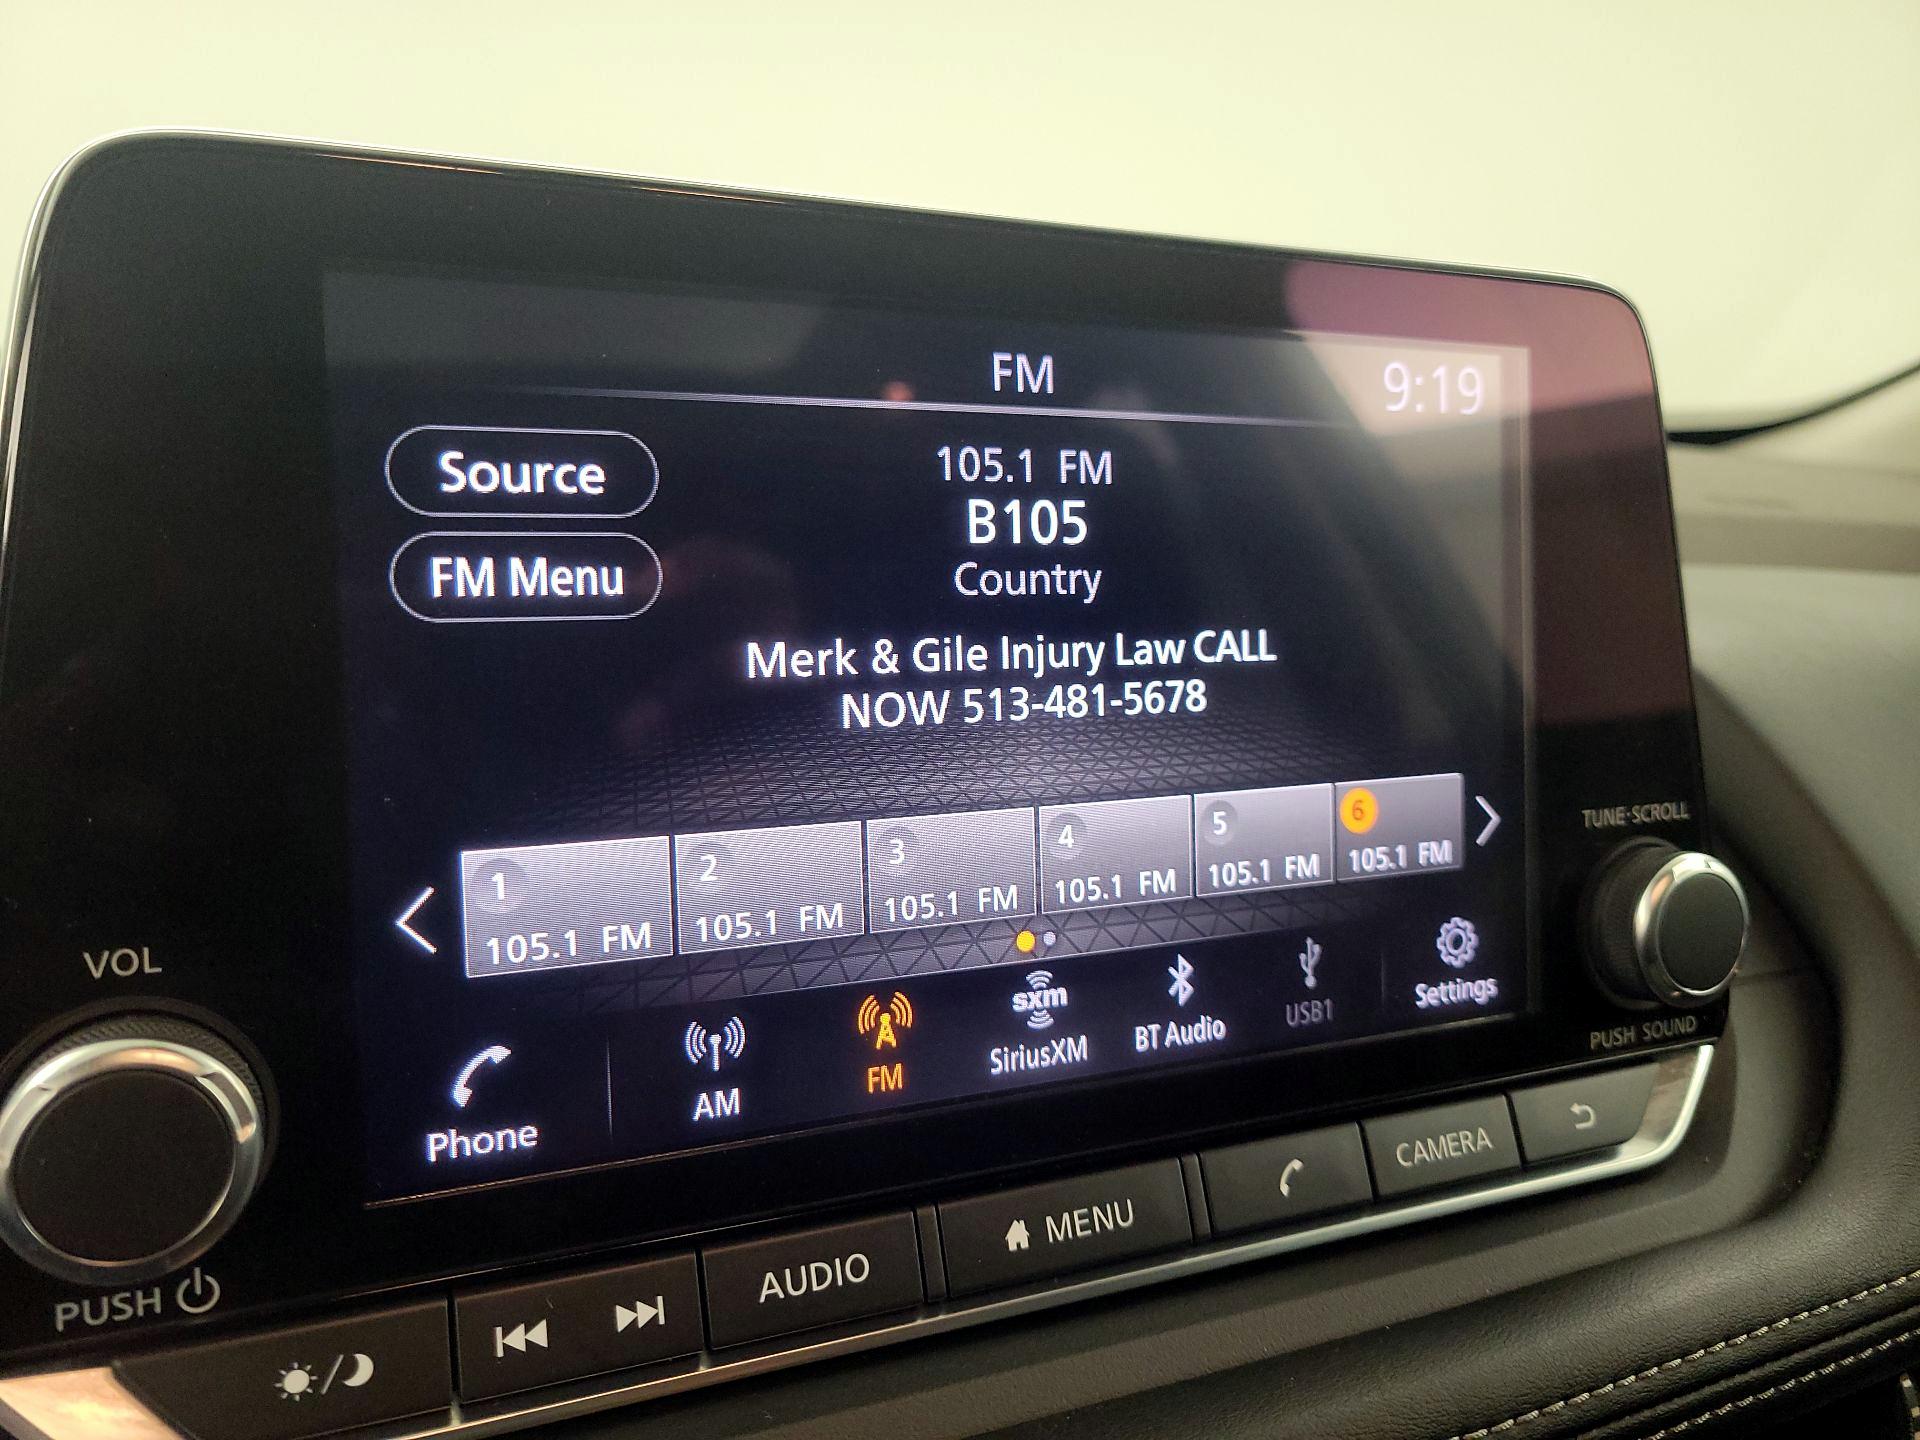 FM
9:19
Source
105.1 FM
B105
FM Menu
Country
Merk & Gile Injury Law CALL
NOW 513-481-5678
1 2 3 4 5 6
105.1 FM 105.1 FM 105.1 FM 105.1 FM 105.1 FM 105.1 FM
sxm
Phone AM FM SiriusXM BT Audio USB1 Settings
VOL
PUSH
TUNE·SCROLL
PUSH SOUND
AUDIO MENU CAMERA